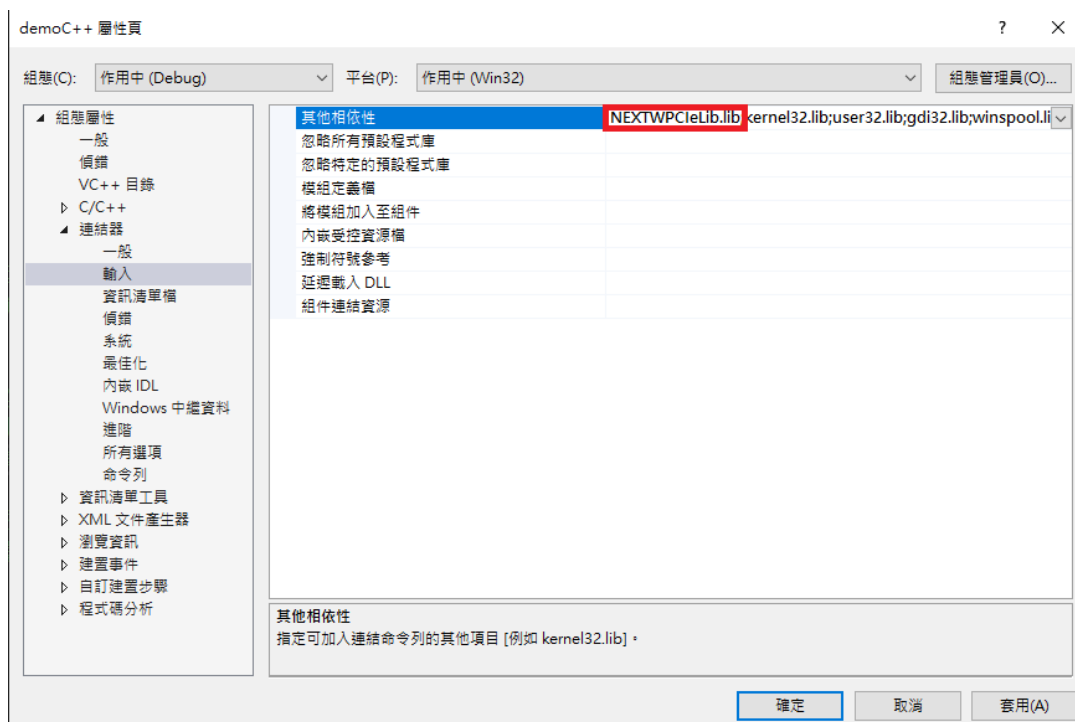 demoC++ 屬性頁
?
組態(C): 作用中 (Debug) 平台(P): 作用中 (Win32) 組態管理員(O)...
組態屬性
一般
偵錯
VC++ 目錄
C/C++
連結器
一般
輸入
資訊清單檔
偵錯
系統
最佳化
內嵌 IDL
Windows 中繼資料
進階
所有選項
命令列
資訊清單工具
XML 文件產生器
瀏覽資訊
建置事件
自訂建置步驟
程式碼分析
其他相依性 NEXTWPCIeLib.lib;kernel32.lib;user32.lib;gdi32.lib;winspool.li
忽略所有預設程式庫
忽略特定的預設程式庫
模組定義檔
將模組加入至組件
內嵌受控資源檔
強制符號參考
延遲載入 DLL
組件連結資源
其他相依性
指定可加入連結命令列的其他項目 [例如 kernel32.lib]。
確定 取消 套用(A)